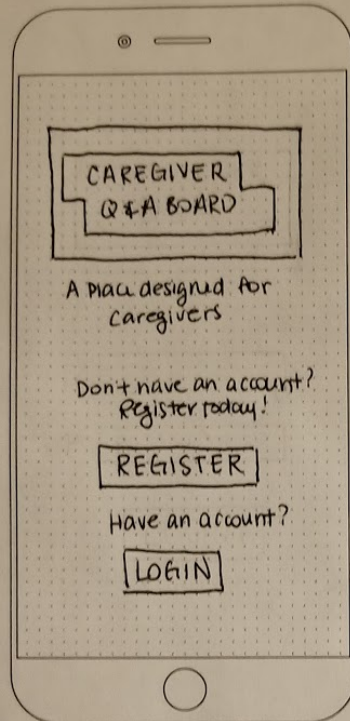 CAREGIVER
Q&A BOARD
A place designed for
caregivers
Don't have an account?
Register today!
REGISTER
Have an account?
LOGIN